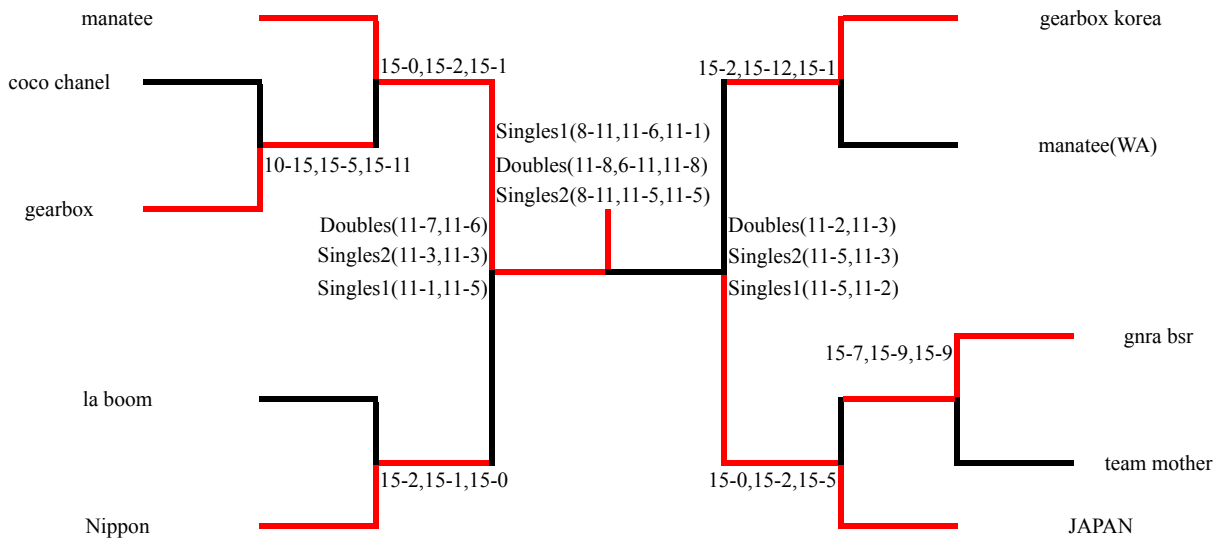 manatee
gearbox korea
15-0,15-2,15-1
15-2,15-12,15-1
coco chanel
Singles1(8-11,11-6,11-1)
manatee(WA)
10-15,15-5,15-11
Doubles(11-8,6-11,11-8)
Singles2(8-11,11-5,11-5)
gearbox
Doubles(11-7,11-6)
Doubles(11-2,11-3)
Singles2(11-3,11-3)
Singles2(11-5,11-3)
Singles1(11-1,11-5)
Singles1(11-5,11-2)
gnra bsr
15-7,15-9,15-9
la boom
team mother
15-2,15-1,15-0
15-0,15-2,15-5
Nippon
JAPAN